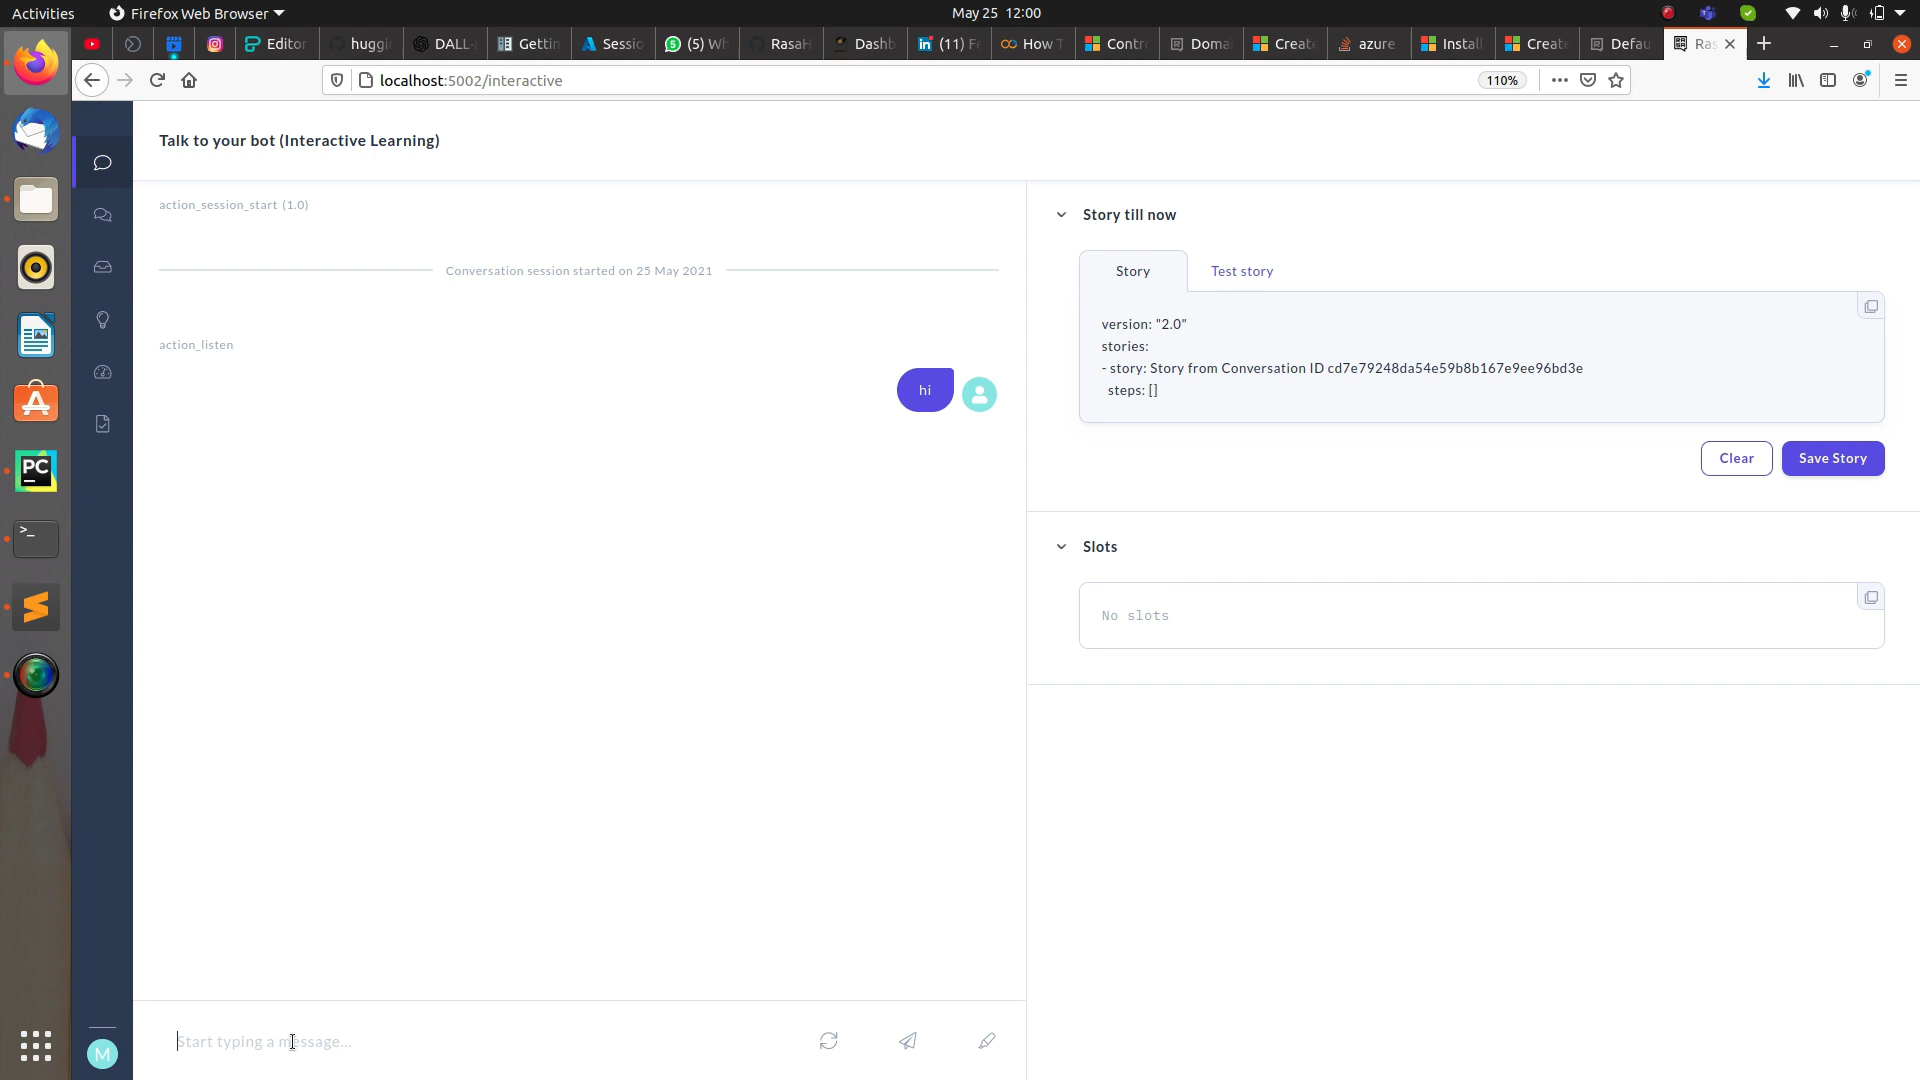 Activities
Firefox Web Browser
May 25 12:00
Editor
huggi
DALL-
Gettin
Sessio
(5) Wh
RasaH
Dashb
(11) Fe
How T
Contr
Doma
Create
azure
Install
Create
Defau
Ras
localhost:5002/interactive
110%
Talk to your bot (Interactive Learning)
action_session_start (1.0)
Conversation session started on 25 May 2021
action_listen
hi
Start typing a message...
Story till now
Story
Test story
version: "2.0"
stories:
- story: Story from Conversation ID cd7e79248da54e59b8b167e9ee96bd3e
steps: []
Clear
Save Story
Slots
No slots
PC
>_
M